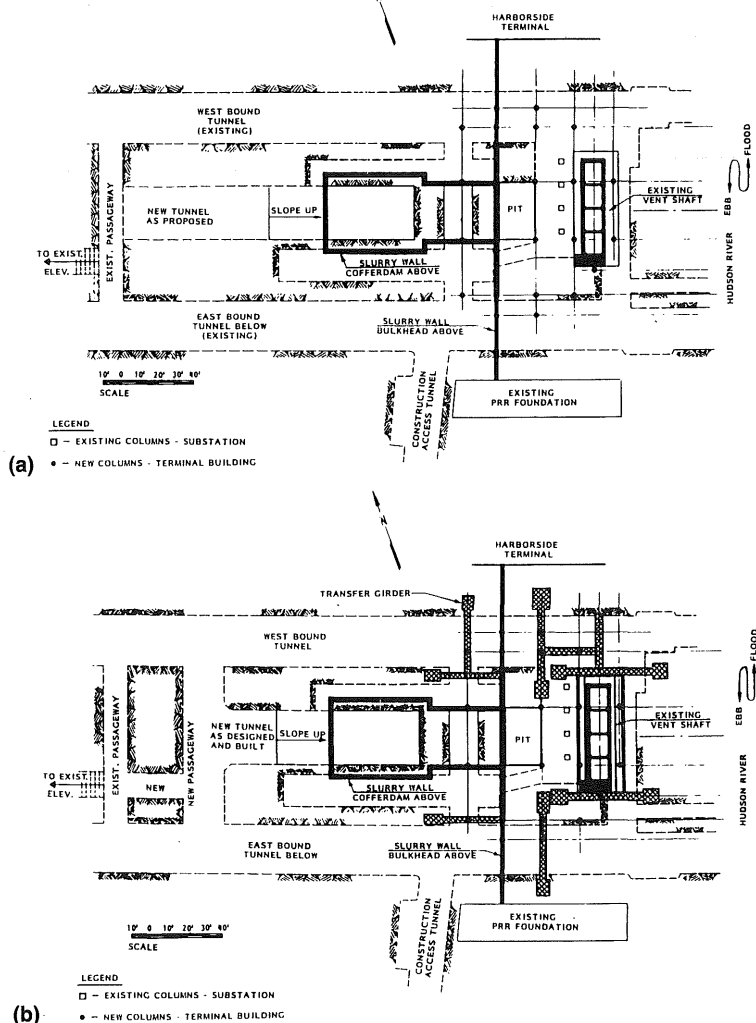 HARBORSIDE
TERMINAL
WEST BOUND
TUNNEL
(EXISTING)
FLOOD
EBB
EXIST. PASSAGEWAY
NEW TUNNEL
AS PROPOSED
SLOPE UP
PIT
EXISTING
VENT SHAFT
HUDSON RIVER
TO EXIST.
ELEV.
SLURRY WALL
COFFERDAM ABOVE
EAST BOUND
TUNNEL BELOW
(EXISTING)
SLURRY WALL
BULKHEAD ABOVE
10' 0 10' 20' 30' 40'
SCALE
CONSTRUCTION
ACCESS TUNNEL
EXISTING
PRR FOUNDATION
LEGEND
□ – EXISTING COLUMNS - SUBSTATION
● – NEW COLUMNS - TERMINAL BUILDING
(a)
N
HARBORSIDE
TERMINAL
TRANSFER GIRDER
WEST BOUND
TUNNEL
FLOOD
EBB
EXIST. PASSAGEWAY
NEW PASSAGEWAY
NEW TUNNEL
AS DESIGNED
AND BUILT
SLOPE UP
PIT
EXISTING
VENT SHAFT
HUDSON RIVER
TO EXIST.
ELEV.
NEW
SLURRY WALL
COFFERDAM ABOVE
EAST BOUND
TUNNEL BELOW
SLURRY WALL
BULKHEAD ABOVE
10' 0 10' 20' 30' 40'
SCALE
CONSTRUCTION
ACCESS TUNNEL
EXISTING
PRR FOUNDATION
LEGEND
□ – EXISTING COLUMNS - SUBSTATION
● – NEW COLUMNS - TERMINAL BUILDING
(b)